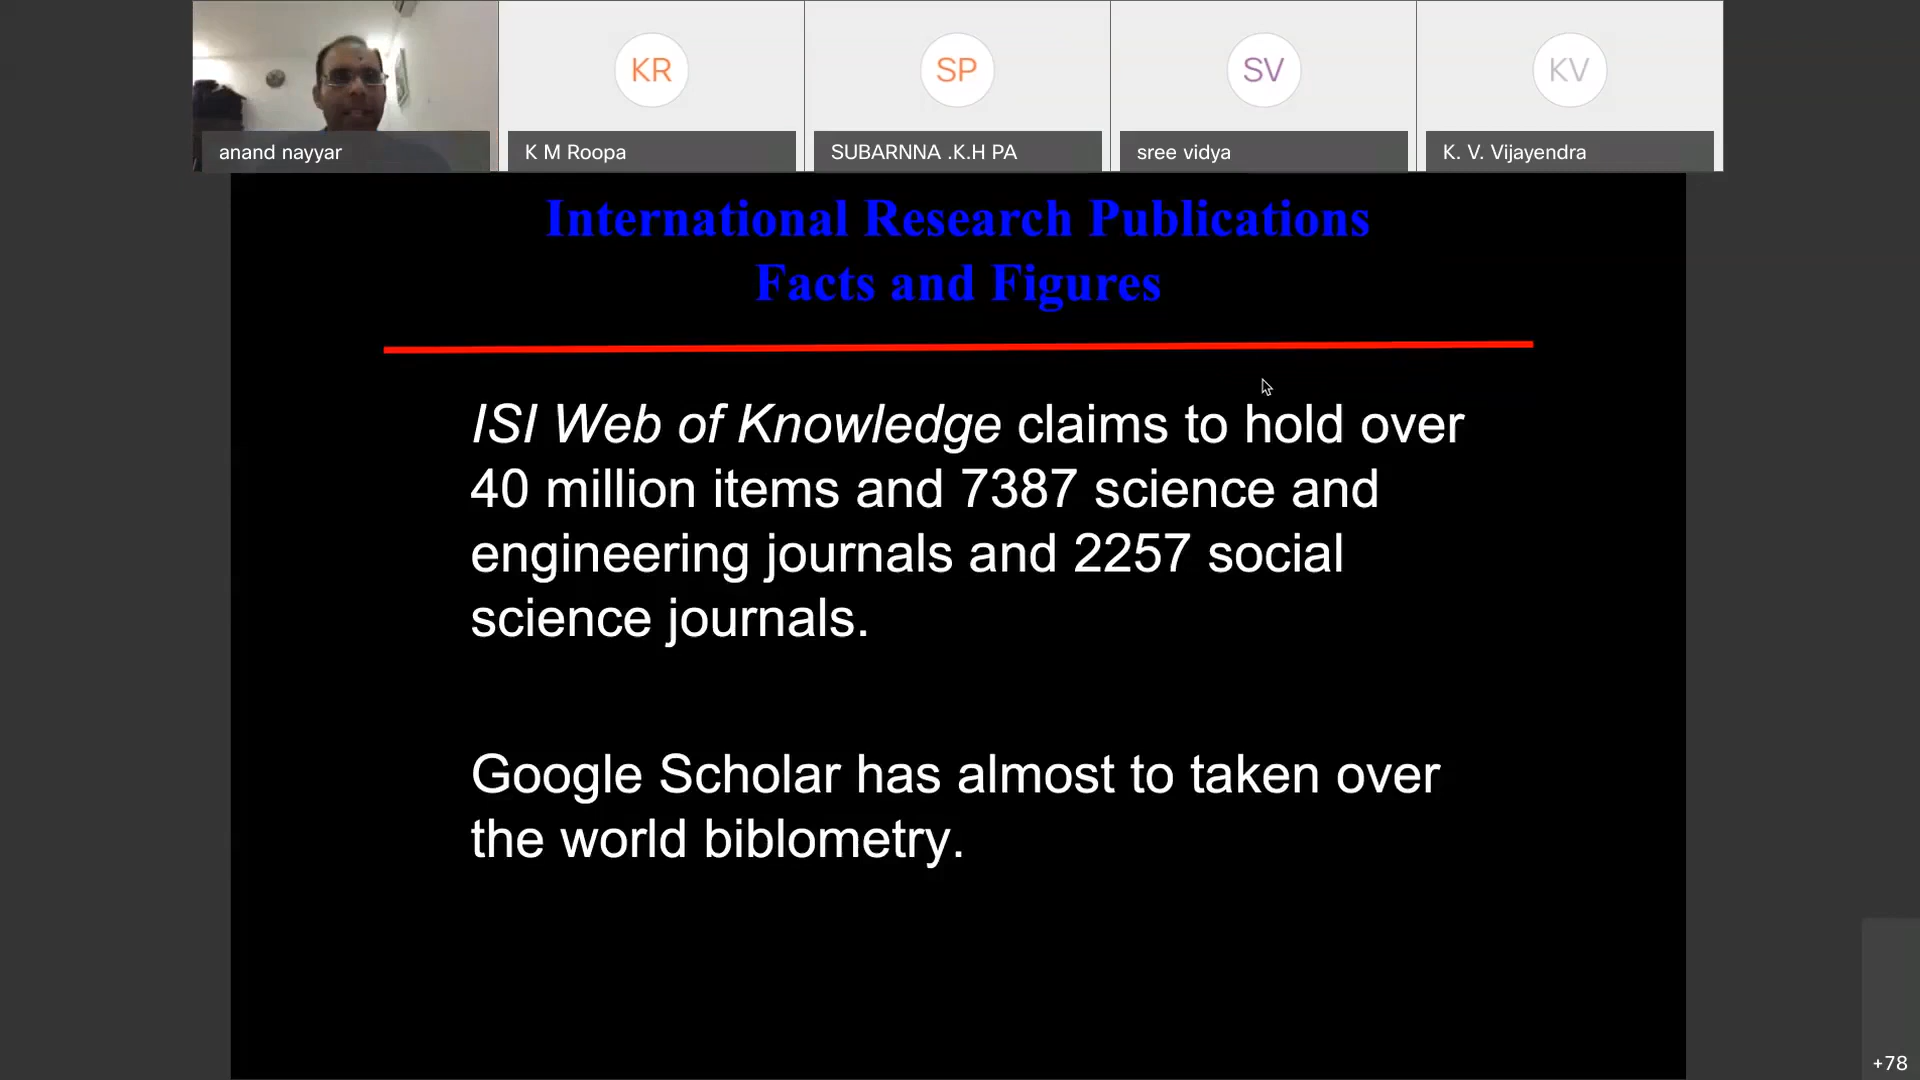 KR
SP
SV
KV
anand nayyar
K M Roopa
SUBARNNA .K.H PA
sree vidya
K. V. Vijayendra
International Research Publications
Facts and Figures
ISI Web of Knowledge claims to hold over
40 million items and 7387 science and
engineering journals and 2257 social
science journals.
Google Scholar has almost to taken over
the world biblometry.
+78